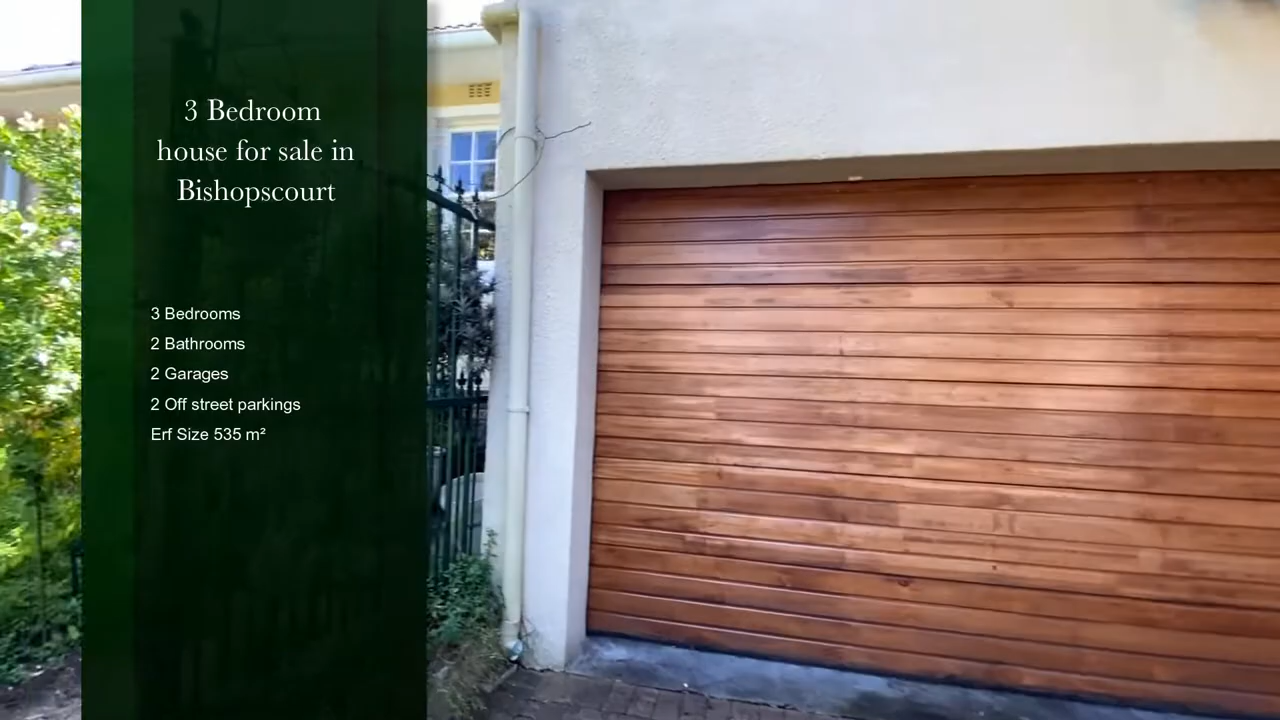 3 Bedroom
house for sale in
Bishopscourt
3 Bedrooms
2 Bathrooms
2 Garages
2 Off street parkings
Erf Size 535 m²